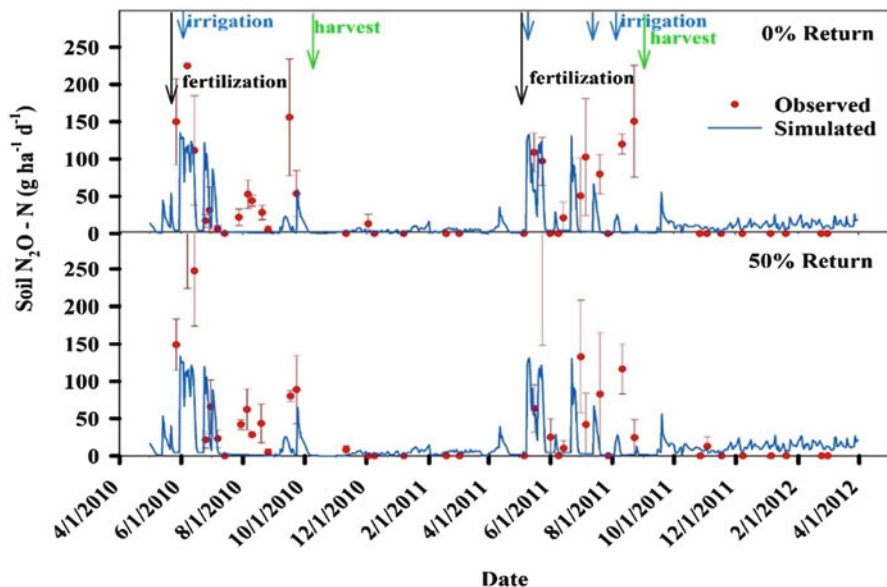 irrigation
irrigation
harvest
harvest
0% Return
fertilization
fertilization
Observed
Simulated
250
200
150
100
50
0
50% Return
250
200
150
100
50
0
Soil N₂O - N (g ha⁻¹ d⁻¹)
4/1/2010
6/1/2010
8/1/2010
10/1/2010
12/1/2010
2/1/2011
4/1/2011
6/1/2011
8/1/2011
10/1/2011
12/1/2011
2/1/2012
4/1/2012
Date